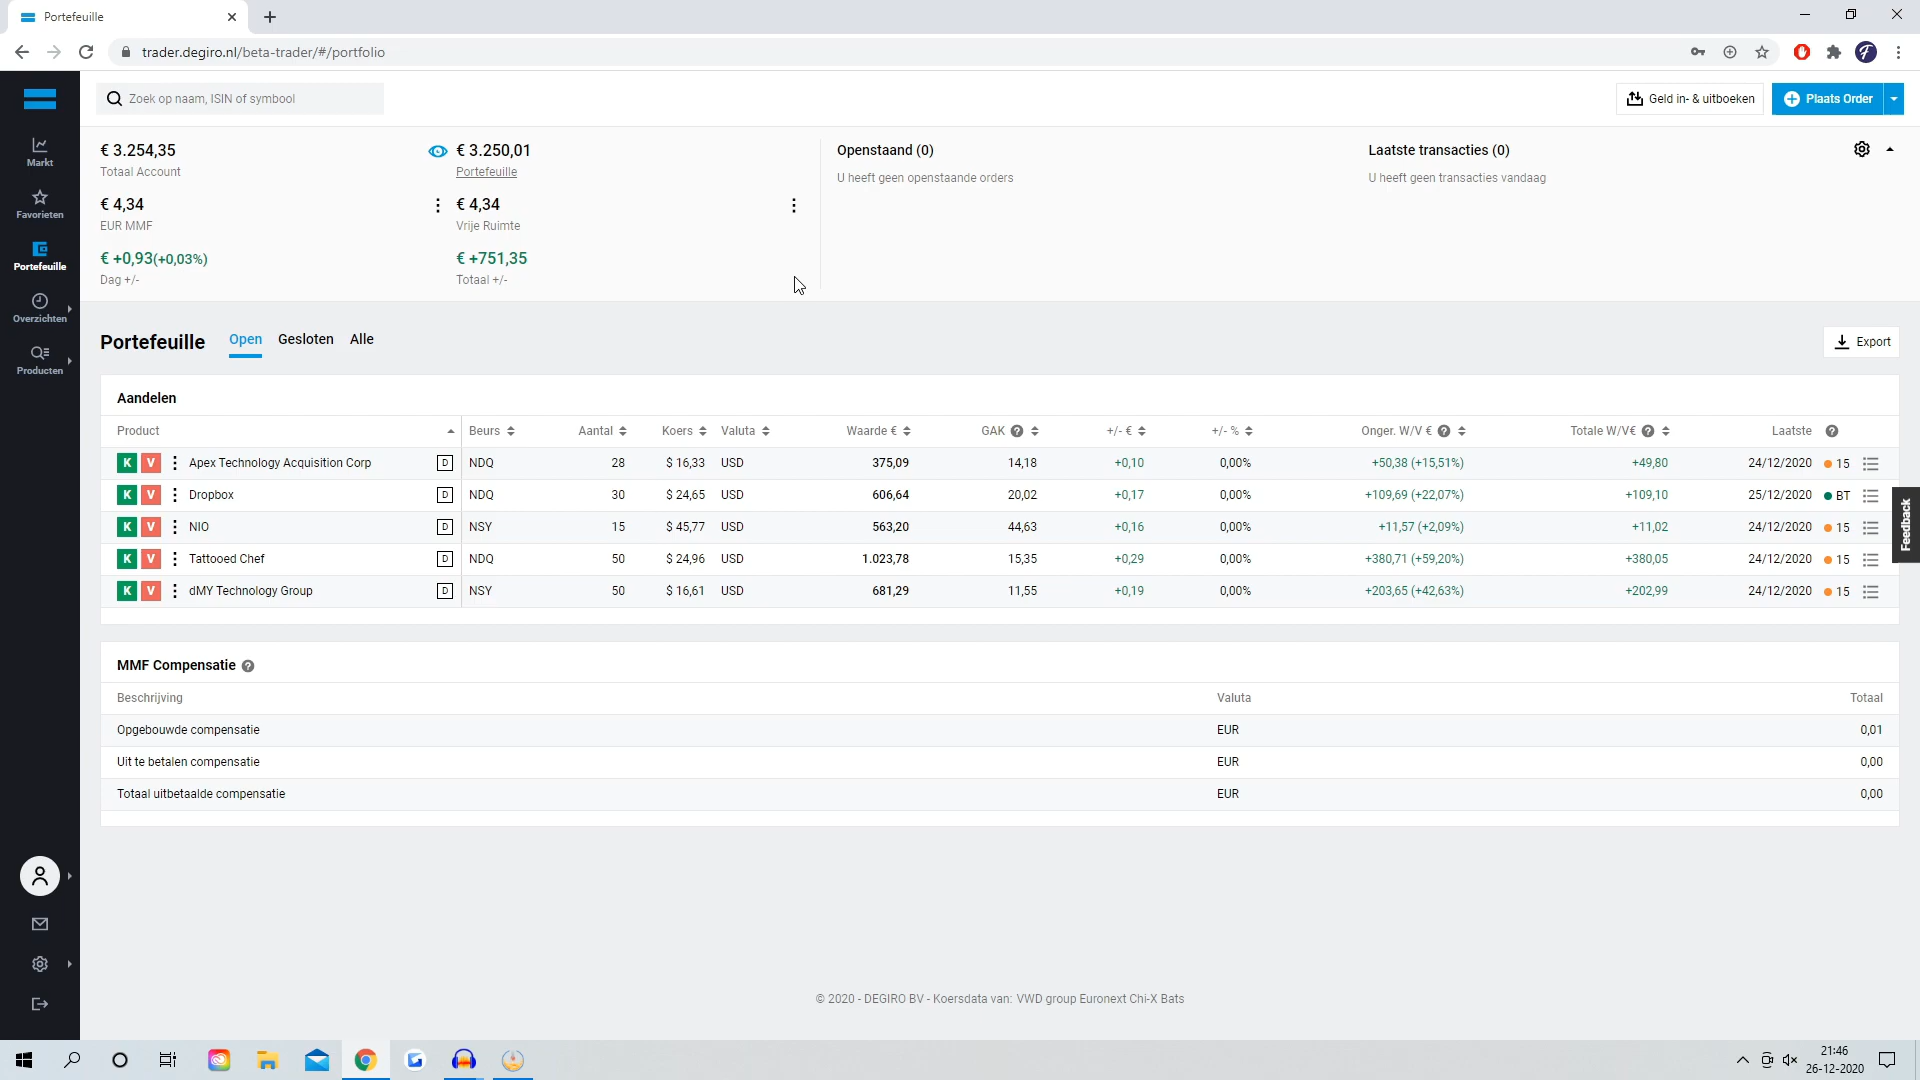 Portefeuille
trader.degiro.nl/beta-trader/#/portfolio
Zoek op naam, ISIN of symbool
Geld in- & uitboeken
Plaats Order
Markt
Favorieten
Portefeuille
Overzichten
Producten
€ 3.254,35
Totaal Account
€ 3.250,01
Portefeuille
€ 4,34
EUR MMF
€ 4,34
Vrije Ruimte
€ +0,93(+0,03%)
Dag +/-
€ +751,35
Totaal +/-
Openstaand (0)
U heeft geen openstaande orders
Laatste transacties (0)
U heeft geen transacties vandaag
Portefeuille Open Gesloten Alle
Export
Aandelen
Product Beurs Aantal Koers Valuta Waarde € GAK ? +/- € +/- % Onger. W/V € ? Totale W/V€ ? Laatste ?
K V Apex Technology Acquisition Corp D NDQ 28 $ 16,33 USD 375,09 14,18 +0,10 0,00% +50,38 (+15,51%) +49,80 24/12/2020 15
K V Dropbox D NDQ 30 $ 24,65 USD 606,64 20,02 +0,17 0,00% +109,69 (+22,07%) +109,10 25/12/2020 BT
K V NIO D NSY 15 $ 45,77 USD 563,20 44,63 +0,16 0,00% +11,57 (+2,09%) +11,02 24/12/2020 15
K V Tattooed Chef D NDQ 50 $ 24,96 USD 1.023,78 15,35 +0,29 0,00% +380,71 (+59,20%) +380,05 24/12/2020 15
K V dMY Technology Group D NSY 50 $ 16,61 USD 681,29 11,55 +0,19 0,00% +203,65 (+42,63%) +202,99 24/12/2020 15
Feedback
MMF Compensatie ?
Beschrijving Valuta Totaal
Opgebouwde compensatie EUR 0,01
Uit te betalen compensatie EUR 0,00
Totaal uitbetaalde compensatie EUR 0,00
© 2020 - DEGIRO BV - Koersdata van: VWD group Euronext Chi-X Bats
21:46
26-12-2020